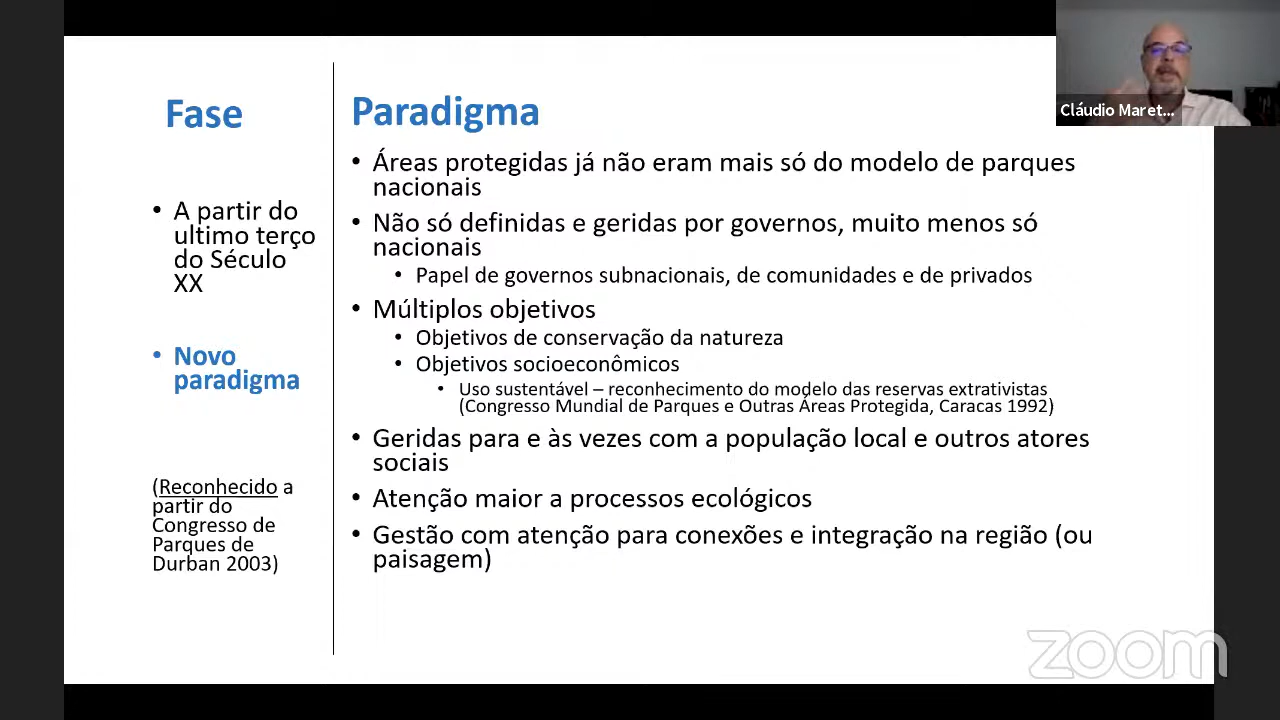 Fase
A partir do
ultimo terço
do Século
XX
Novo
paradigma
(Reconhecido a
partir do
Congresso de
Parques de
Durban 2003)
Paradigma
Áreas protegidas já não eram mais só do modelo de parques
nacionais
Não só definidas e geridas por governos, muito menos só
nacionais
Papel de governos subnacionais, de comunidades e de privados
Múltiplos objetivos
Objetivos de conservação da natureza
Objetivos socioeconômicos
Uso sustentável – reconhecimento do modelo das reservas extrativistas
(Congresso Mundial de Parques e Outras Áreas Protegida, Caracas 1992)
Geridas para e às vezes com a população local e outros atores
sociais
Atenção maior a processos ecológicos
Gestão com atenção para conexões e integração na região (ou
paisagem)
Cláudio Maret...
zoom